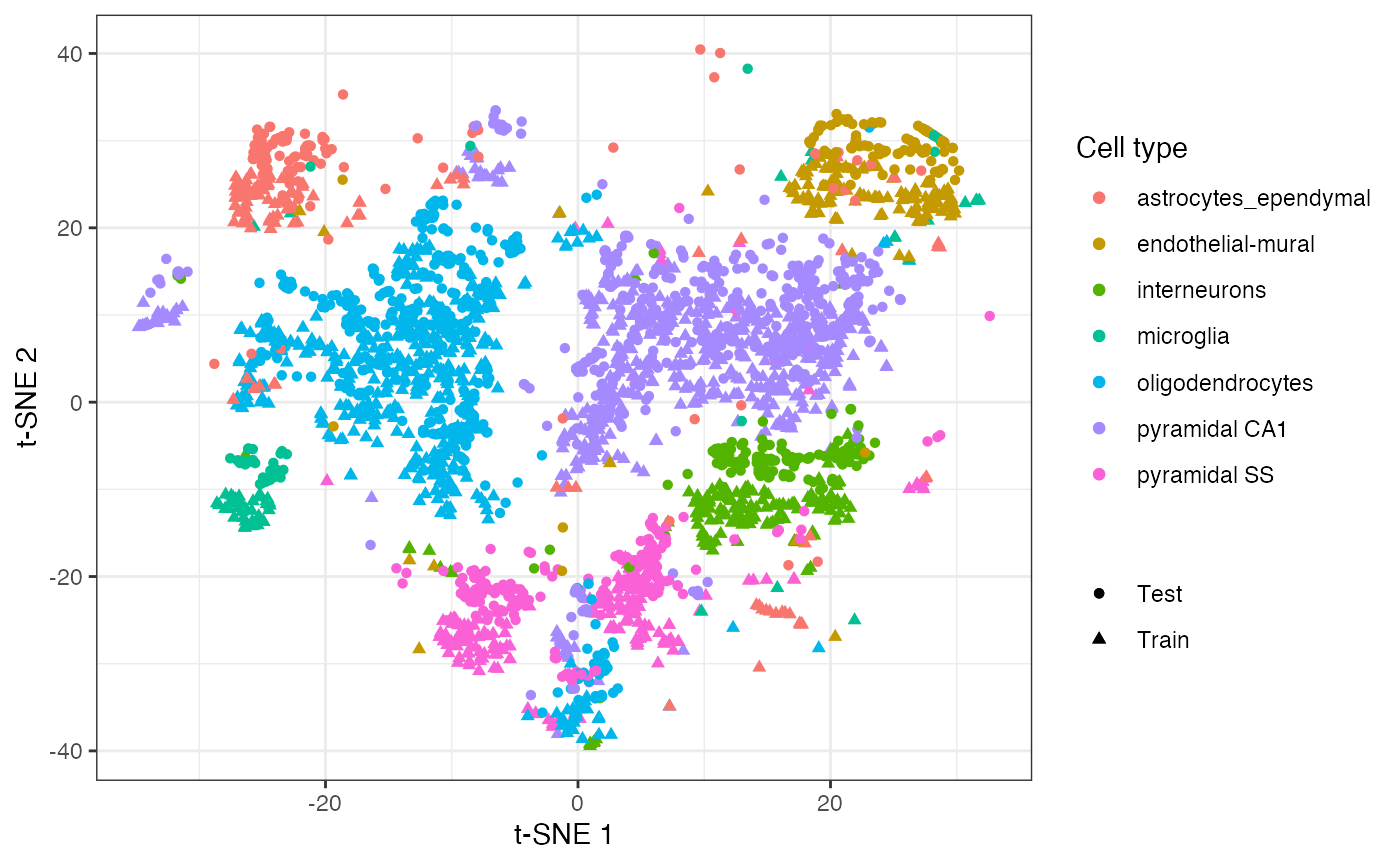 40
20
0
-20
-40
t-SNE 2
-20
0
20
t-SNE 1
Cell type
astrocytes_ependymal
endothelial-mural
interneurons
microglia
oligodendrocytes
pyramidal CA1
pyramidal SS
Test
Train